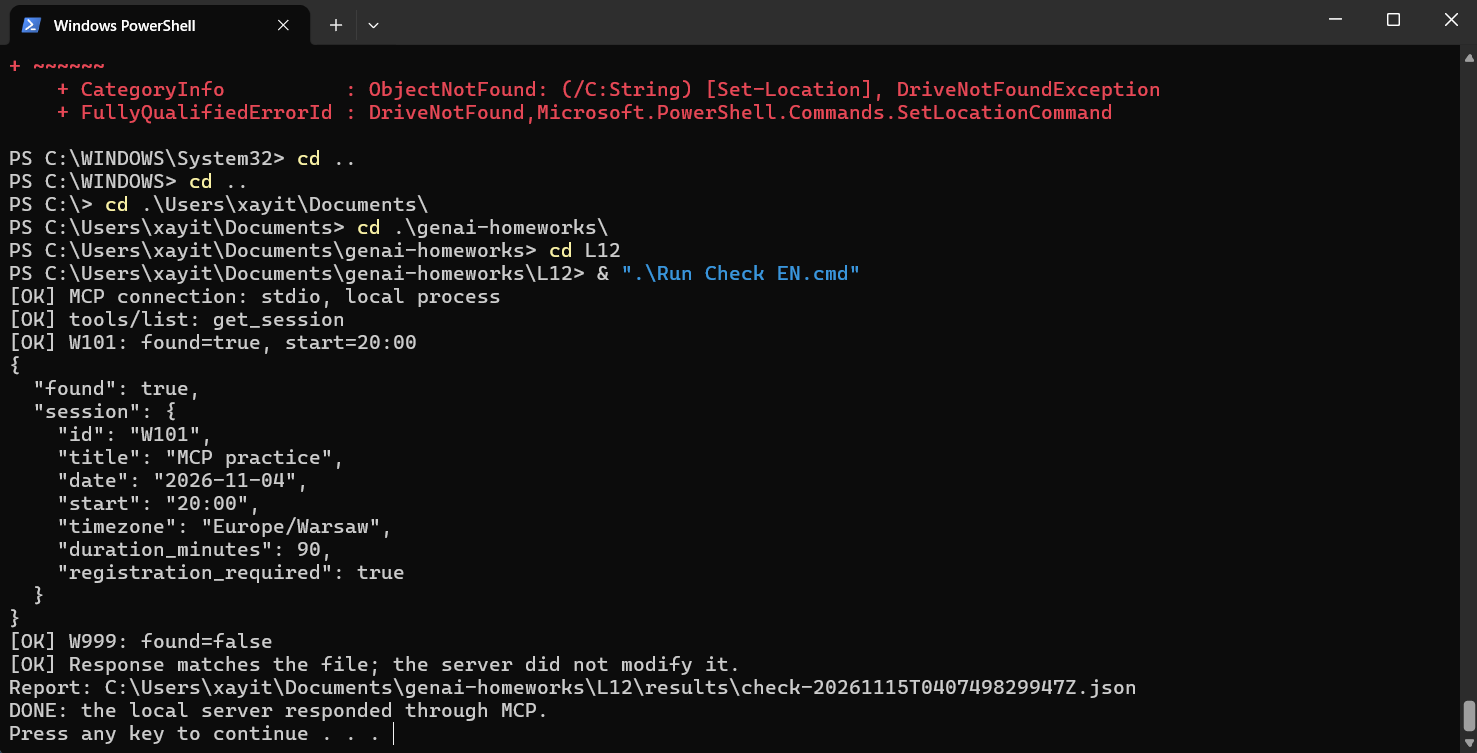 Windows PowerShell
+ ~~~~~~
    + CategoryInfo          : ObjectNotFound: (/C:String) [Set-Location], DriveNotFoundException
    + FullyQualifiedErrorId : DriveNotFound,Microsoft.PowerShell.Commands.SetLocationCommand

PS C:\WINDOWS\System32> cd ..
PS C:\WINDOWS> cd ..
PS C:\> cd .\Users\xayit\Documents\
PS C:\Users\xayit\Documents> cd .\genai-homeworks\
PS C:\Users\xayit\Documents\genai-homeworks> cd L12
PS C:\Users\xayit\Documents\genai-homeworks\L12> & ".\Run Check EN.cmd"
[OK] MCP connection: stdio, local process
[OK] tools/list: get_session
[OK] W101: found=true, start=20:00
{
  "found": true,
  "session": {
    "id": "W101",
    "title": "MCP practice",
    "date": "2026-11-04",
    "start": "20:00",
    "timezone": "Europe/Warsaw",
    "duration_minutes": 90,
    "registration_required": true
  }
}
[OK] W999: found=false
[OK] Response matches the file; the server did not modify it.
Report: C:\Users\xayit\Documents\genai-homeworks\L12\results\check-20261115T040749829947Z.json
DONE: the local server responded through MCP.
Press any key to continue . . .